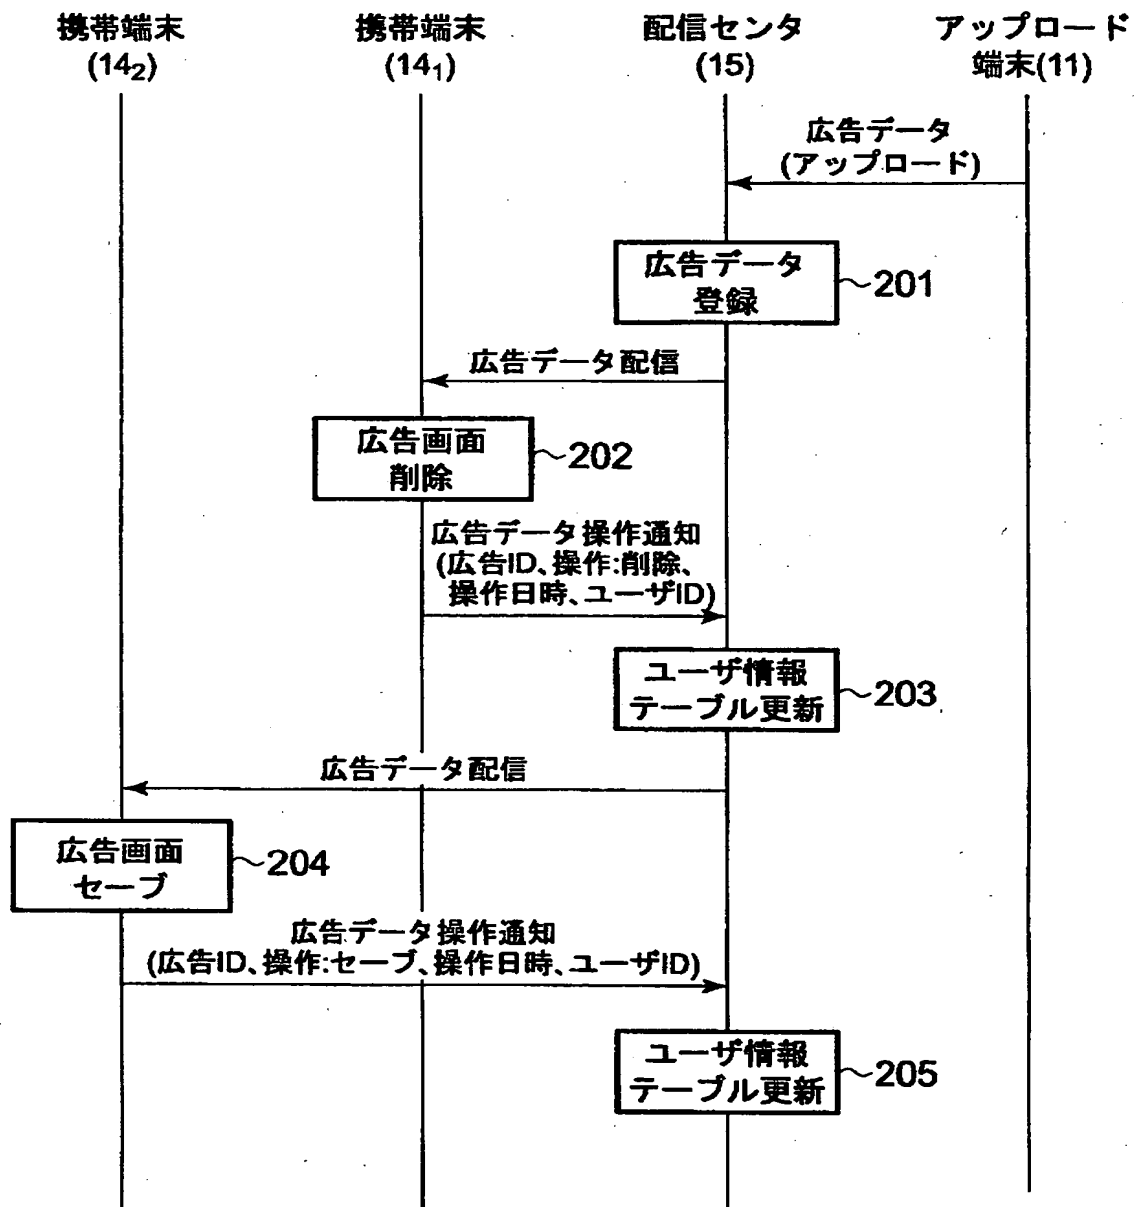 携帯端末
(14₂)
携帯端末
(14₁)
配信センタ
(15)
アップロード
端末(11)
広告データ
(アップロード)
広告データ
登録
201
広告データ配信
広告画面
削除
202
広告データ操作通知
(広告ID、操作:削除、
操作日時、ユーザID)
ユーザ情報
テーブル更新
203
広告データ配信
広告画面
セーブ
204
広告データ操作通知
(広告ID、操作:セーブ、操作日時、ユーザID)
ユーザ情報
テーブル更新
205